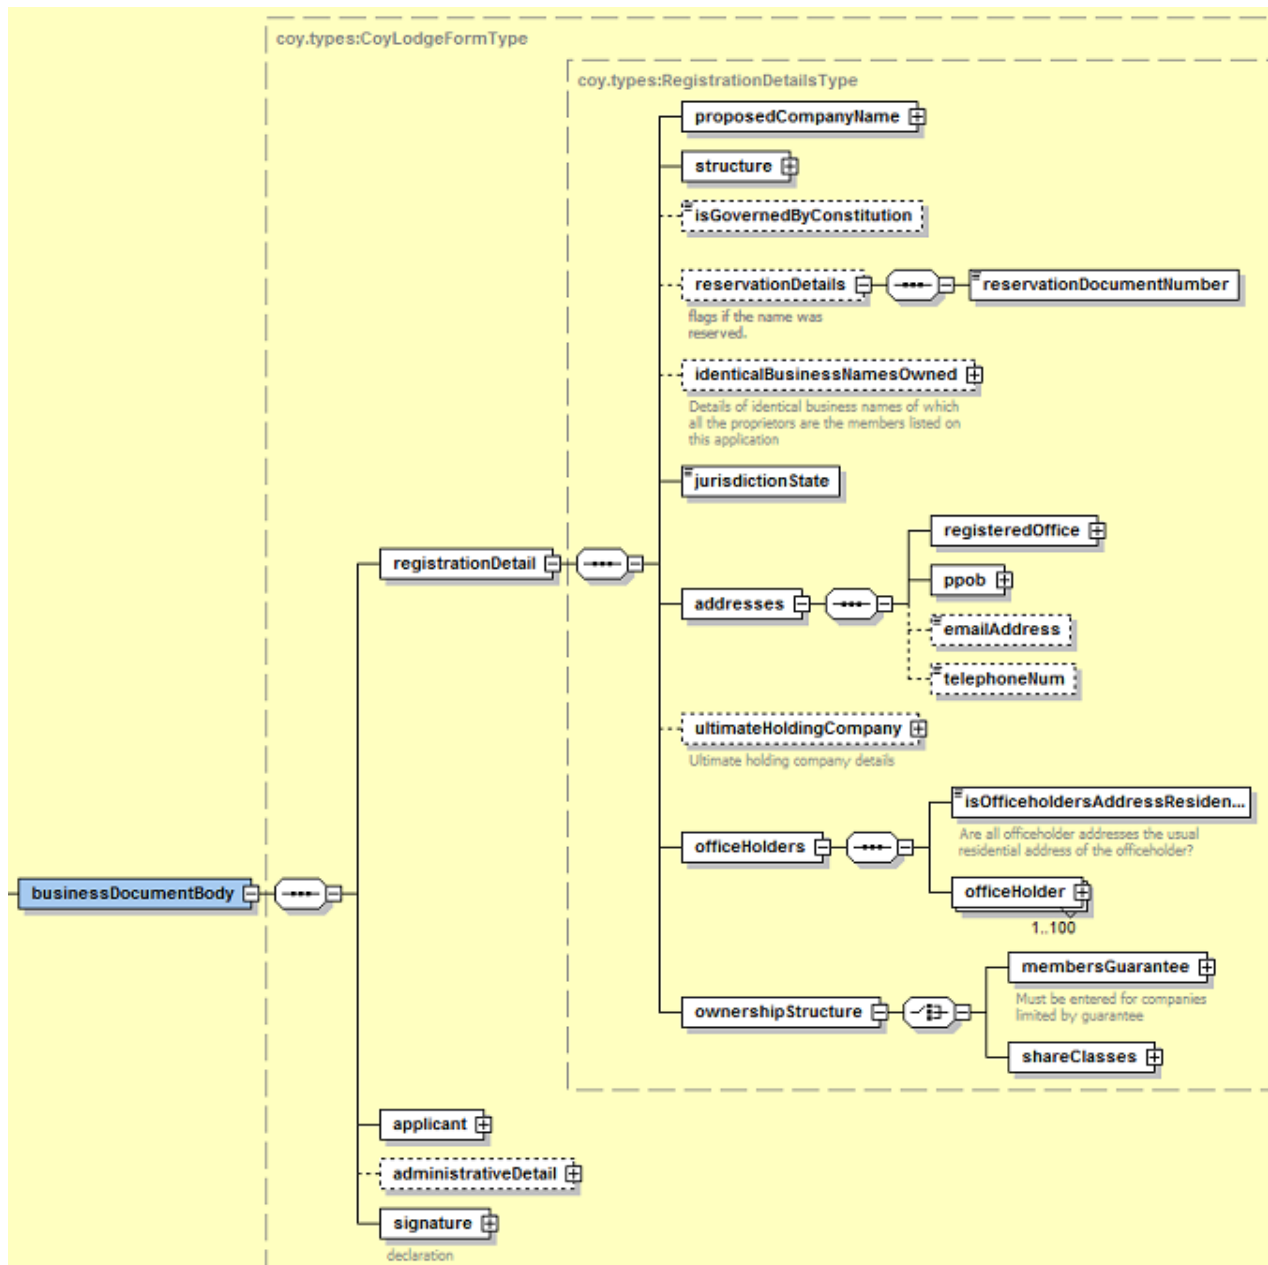 coy.types:CoyLodgeFormType
coy.types:RegistrationDetailsType
proposedCompanyName
structure
isGovernedByConstitution
reservationDetails
reservationDocumentNumber
flags if the name was
reserved.
identicalBusinessNamesOwned
Details of identical business names of which
all the proprietors are the members listed on
this application
jurisdictionState
registrationDetail
addresses
registeredOffice
ppob
emailAddress
telephoneNum
ultimateHoldingCompany
Ultimate holding company details
officeHolders
isOfficeholdersAddressResiden...
Are all officeholder addresses the usual
residential address of the officeholder?
officeHolder
1..100
businessDocumentBody
ownershipStructure
membersGuarantee
Must be entered for companies
limited by guarantee
shareClasses
applicant
administrativeDetail
signature
declaration